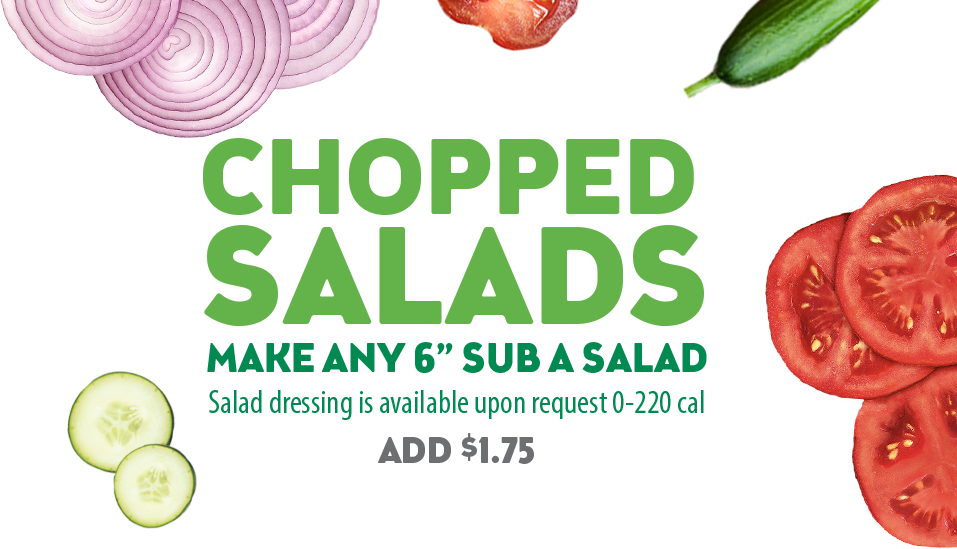 CHOPPED
SALADS
MAKE ANY 6” SUB A SALAD
Salad dressing is available upon request 0-220 cal
ADD $1.75